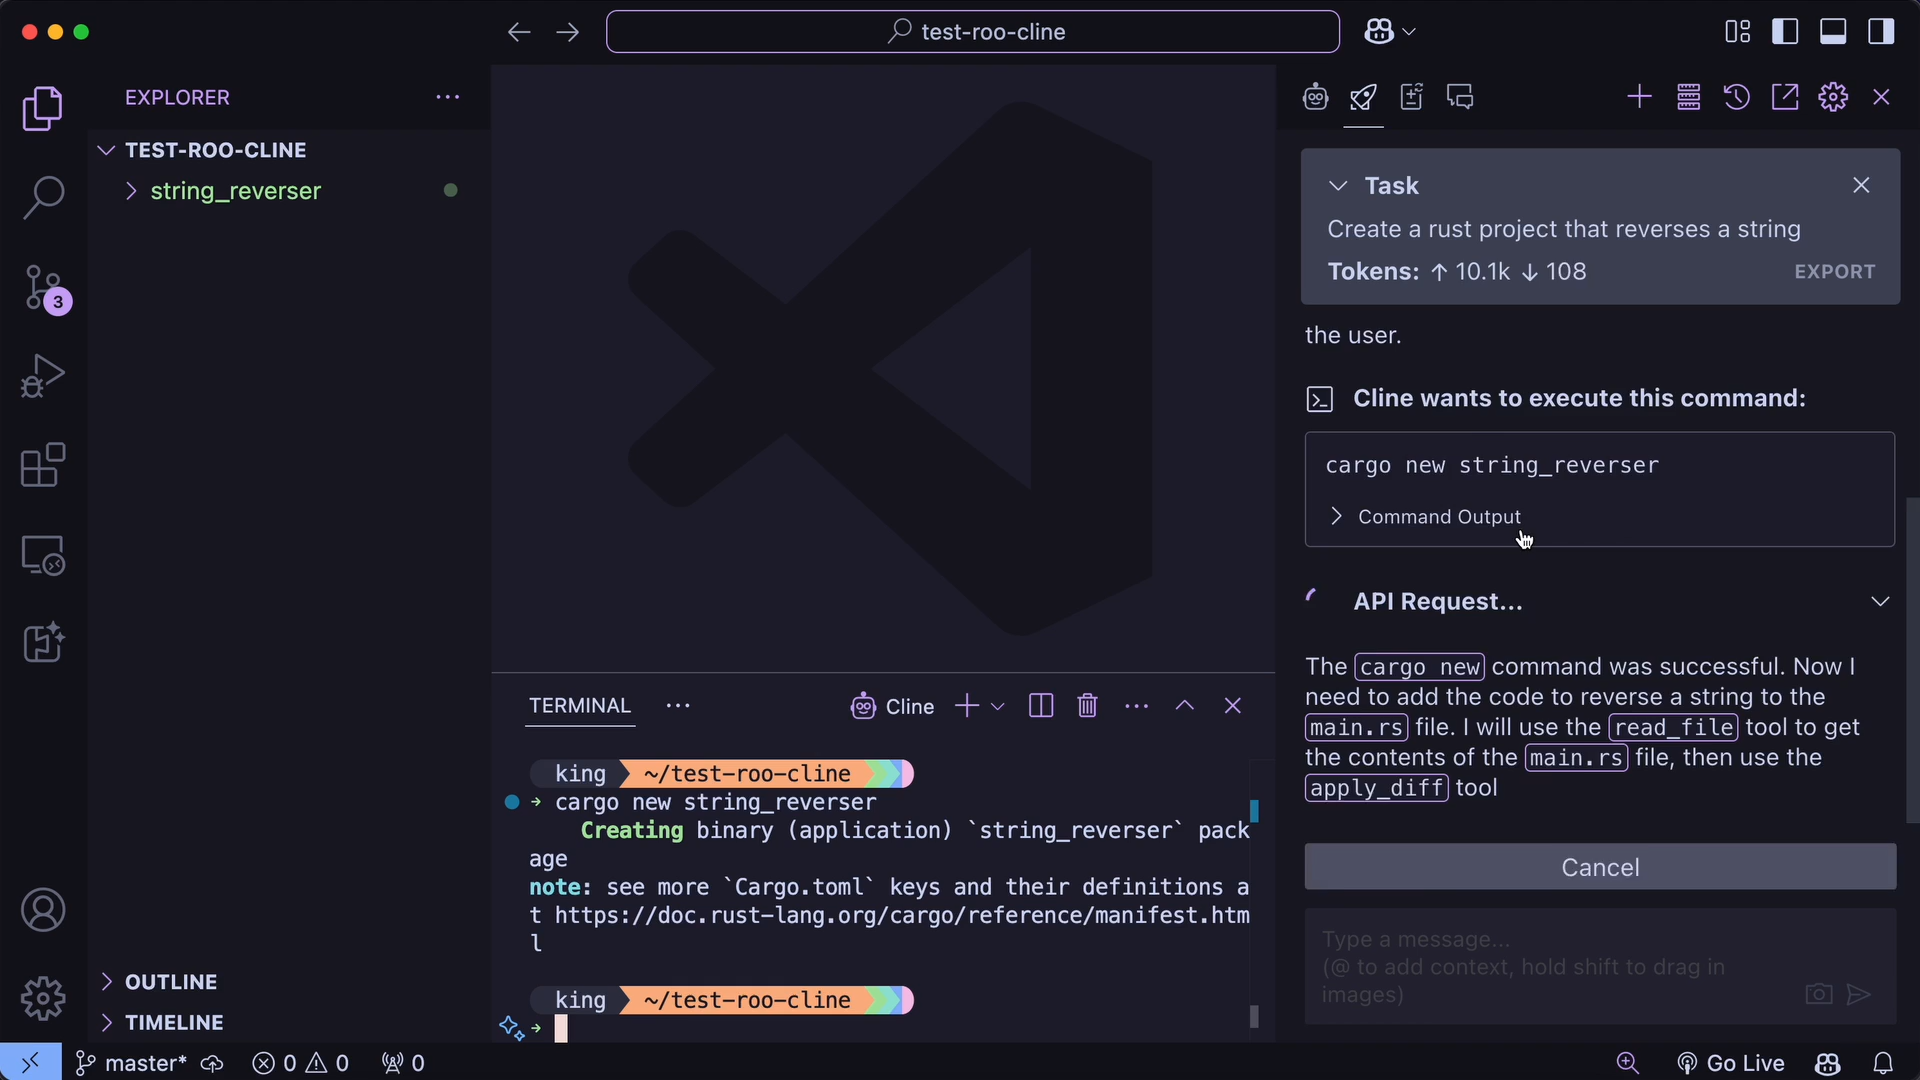 test-roo-cline
EXPLORER
TEST-ROO-CLINE
string_reverser
3
OUTLINE
TIMELINE
TERMINAL
Cline
king ~/test-roo-cline
cargo new string_reverser
Creating binary (application) `string_reverser` pack
age
note: see more `Cargo.toml` keys and their definitions a
t https://doc.rust-lang.org/cargo/reference/manifest.htm
l
king ~/test-roo-cline
Task
Create a rust project that reverses a string
Tokens: ↑ 10.1k ↓ 108
EXPORT
the user.
Cline wants to execute this command:
cargo new string_reverser
Command Output
API Request...
The cargo new command was successful. Now I
need to add the code to reverse a string to the
main.rs file. I will use the read_file tool to get
the contents of the main.rs file, then use the
apply_diff tool
Cancel
Type a message...
(@ to add context, hold shift to drag in
images)
master* 0 0 0
Go Live